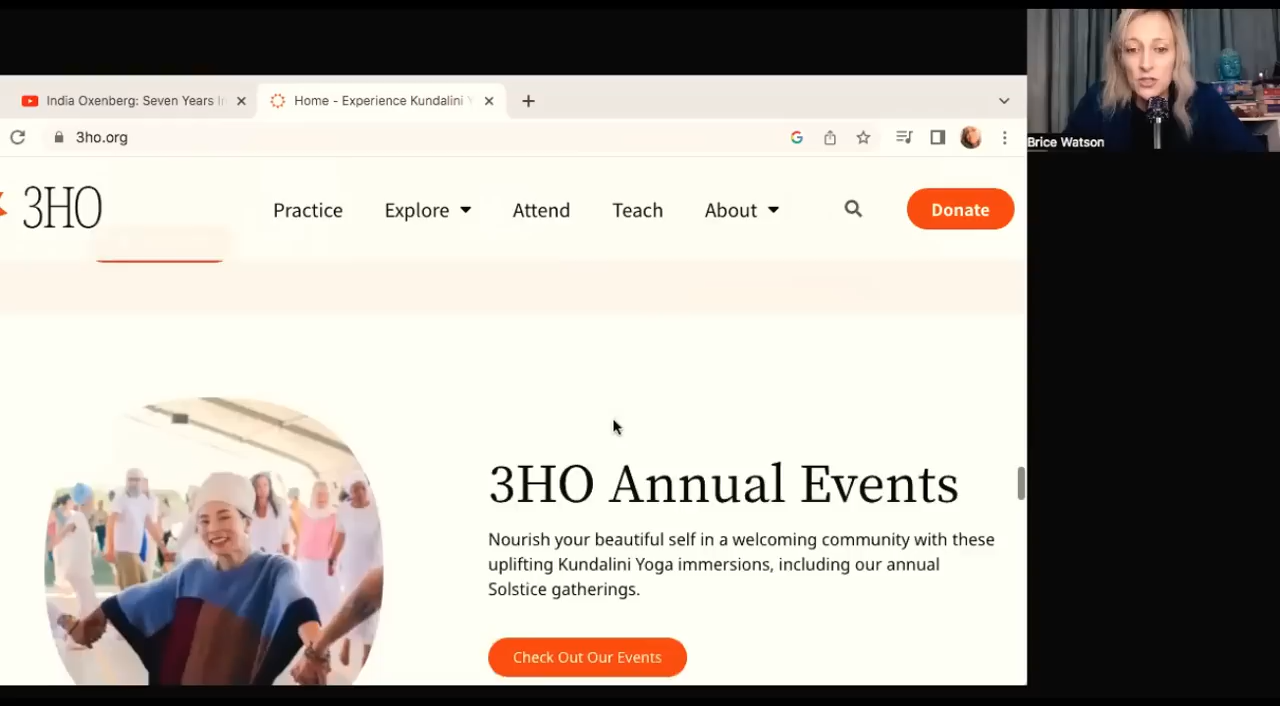 India Oxenberg: Seven Years I
Home - Experience Kundalini Y
3ho.org
3HO
Practice
Explore
Attend
Teach
About
Donate
Brice Watson
3HO Annual Events
Nourish your beautiful self in a welcoming community with these
uplifting Kundalini Yoga immersions, including our annual
Solstice gatherings.
Check Out Our Events